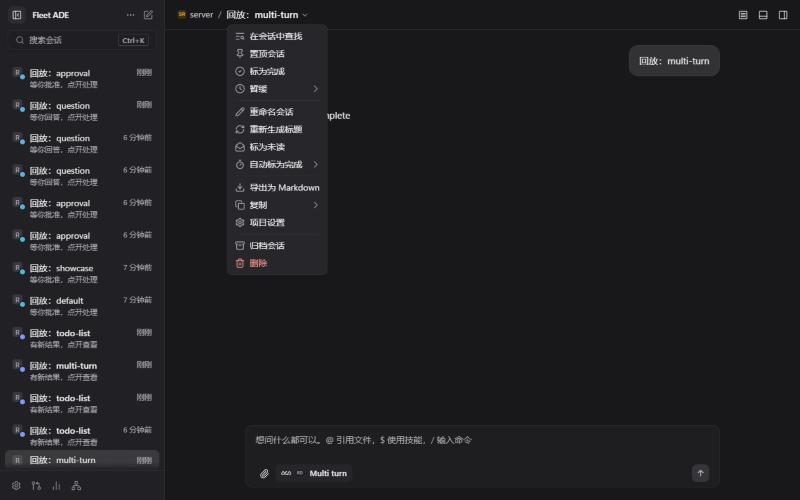 Fleet ADE
搜索会话 Ctrl+K
回放：approval 刚刚
等你批准，点开处理
回放：question 刚刚
等你回答，点开处理
回放：question 6 分钟前
等你回答，点开处理
回放：question 6 分钟前
等你回答，点开处理
回放：approval 6 分钟前
等你批准，点开处理
回放：approval 6 分钟前
等你批准，点开处理
回放：showcase 7 分钟前
等你批准，点开处理
回放：default 7 分钟前
等你批准，点开处理
回放：todo-list 刚刚
有新结果，点开查看
回放：multi-turn 刚刚
有新结果，点开查看
回放：todo-list 刚刚
有新结果，点开查看
回放：todo-list 6 分钟前
有新结果，点开查看
回放：multi-turn 刚刚
SR server / 回放：multi-turn
在会话中查找
置顶会话
标为完成
暂缓
重命名会话
重新生成标题
标为未读
自动标为完成
导出为 Markdown
复制
项目设置
归档会话
删除
回放：multi-turn
mplete
想问什么都可以。@ 引用文件，$ 使用技能，/ 输入命令
Multi turn